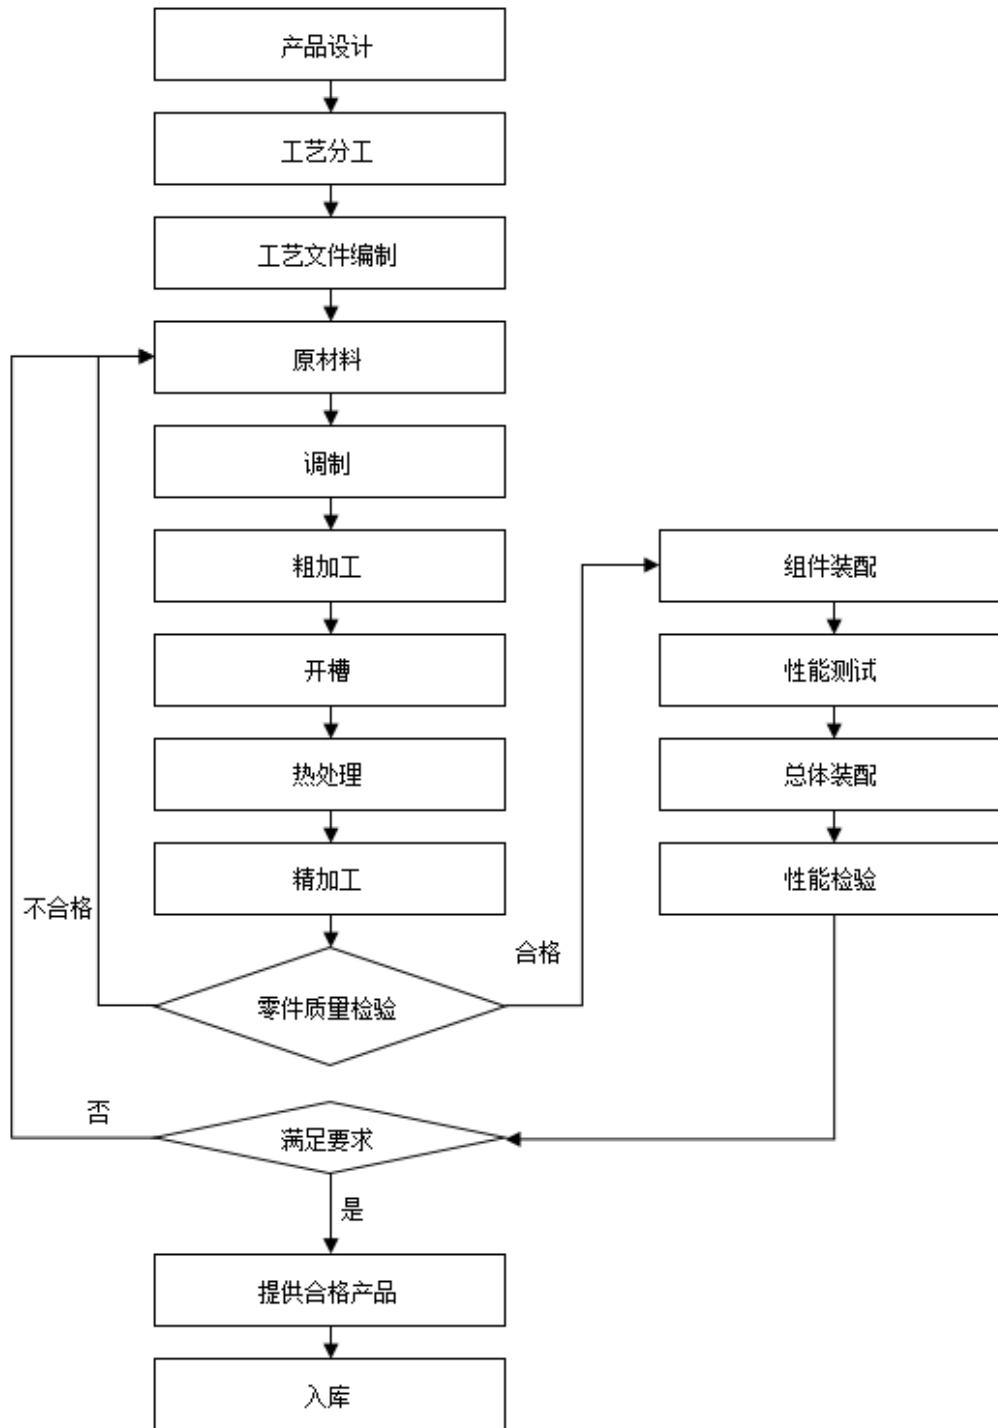 产品设计
工艺分工
工艺文件编制
原材料
调制
粗加工
开槽
热处理
精加工
不合格
零件质量检验
合格
组件装配
性能测试
总体装配
性能检验
否
满足要求
是
提供合格产品
入库